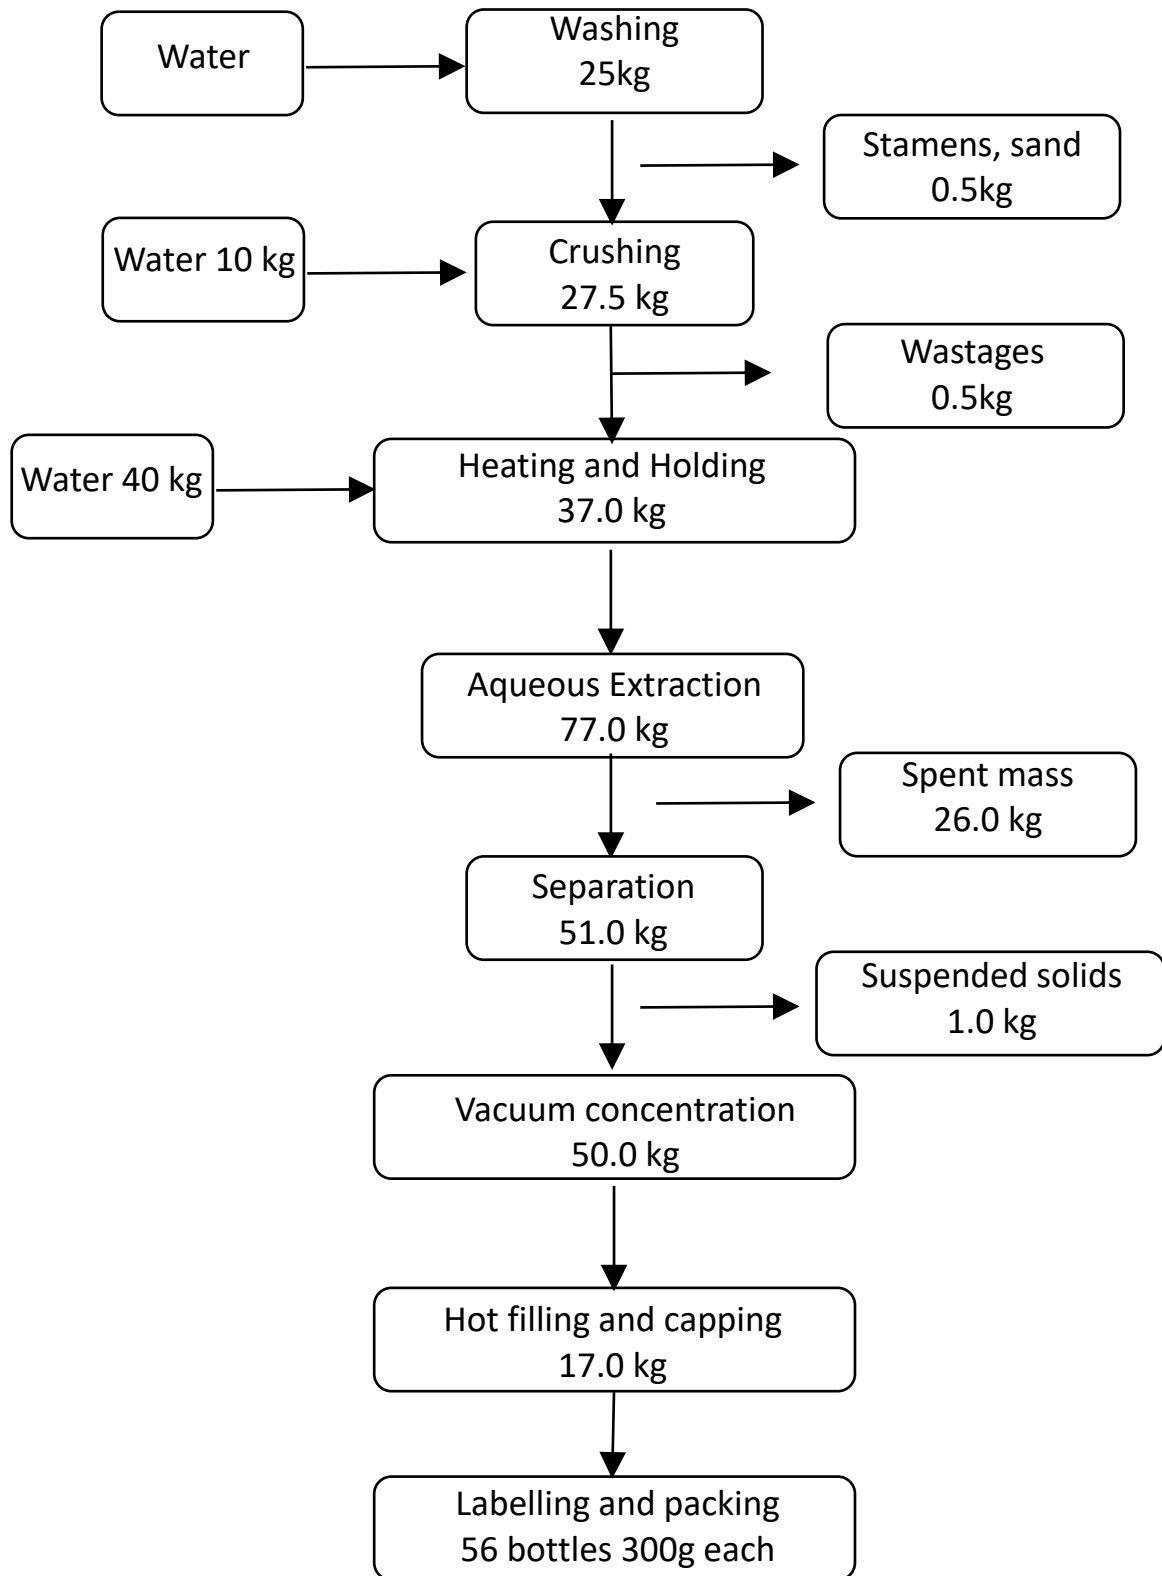 Water
Washing
25kg
Stamens, sand
0.5kg
Water 10 kg
Crushing
27.5 kg
Wastages
0.5kg
Water 40 kg
Heating and Holding
37.0 kg
Aqueous Extraction
77.0 kg
Spent mass
26.0 kg
Separation
51.0 kg
Suspended solids
1.0 kg
Vacuum concentration
50.0 kg
Hot filling and capping
17.0 kg
Labelling and packing
56 bottles 300g each